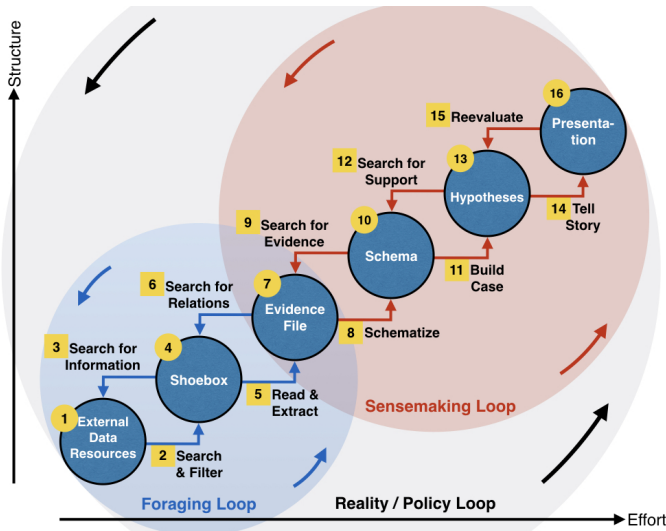 Structure
16
Presenta-
tion
15 Reevaluate
13
Hypotheses
14 Tell
Story
12 Search for
Support
10
Schema
11 Build
Case
9 Search for
Evidence
7
Evidence
File
8 Schematize
6 Search for
Relations
4
Shoebox
5 Read &
Extract
3 Search for
Information
1
External
Data
Resources
2 Search
& Filter
Sensemaking Loop
Foraging Loop
Reality / Policy Loop
Effort